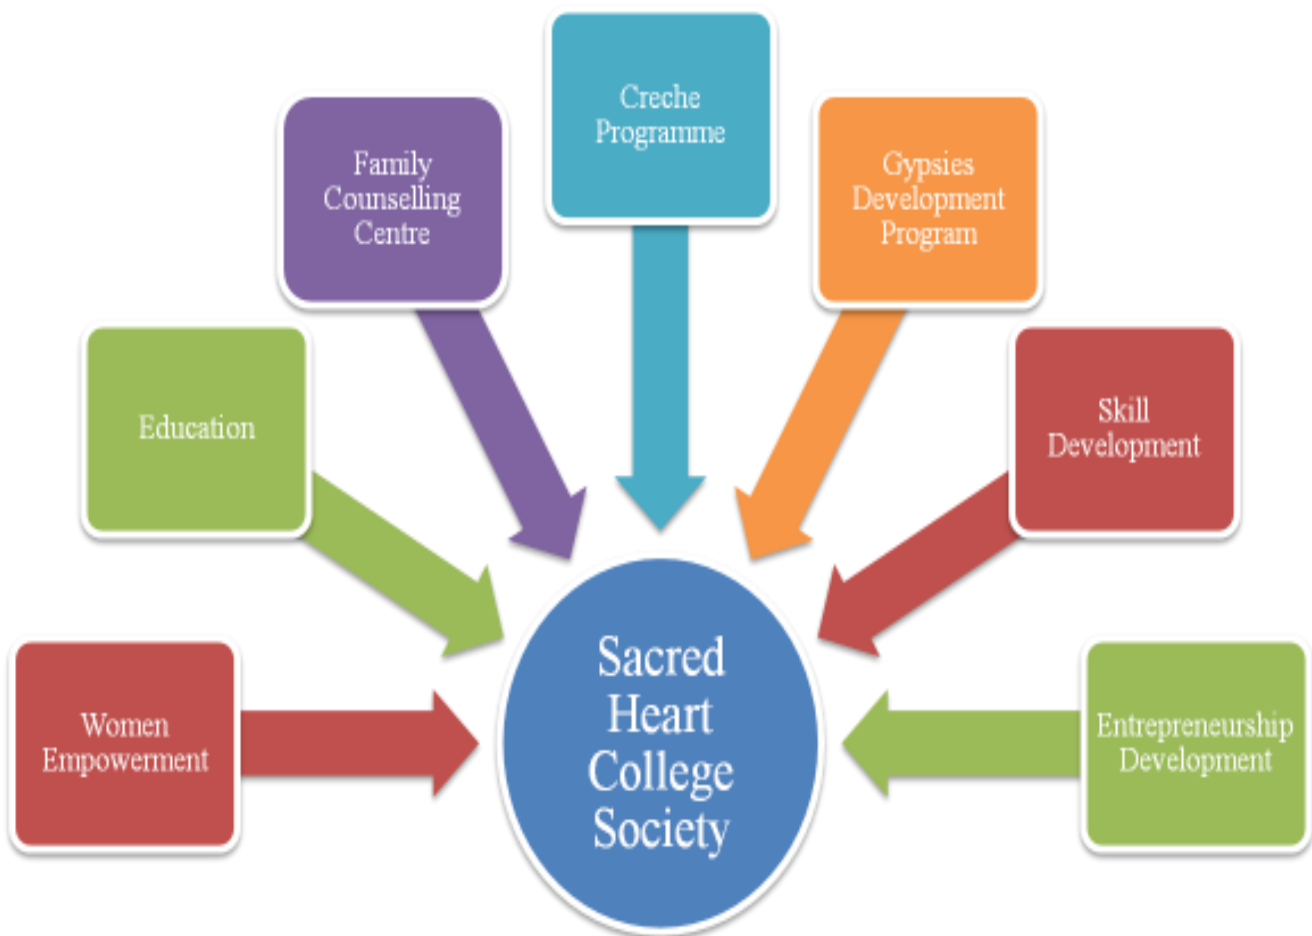 Creche
Programme
Family
Counselling
Centre
Gypsies
Development
Program
Education
Skill
Development
Women
Empowerment
Sacred
Heart
College
Society
Entrepreneurship
Development